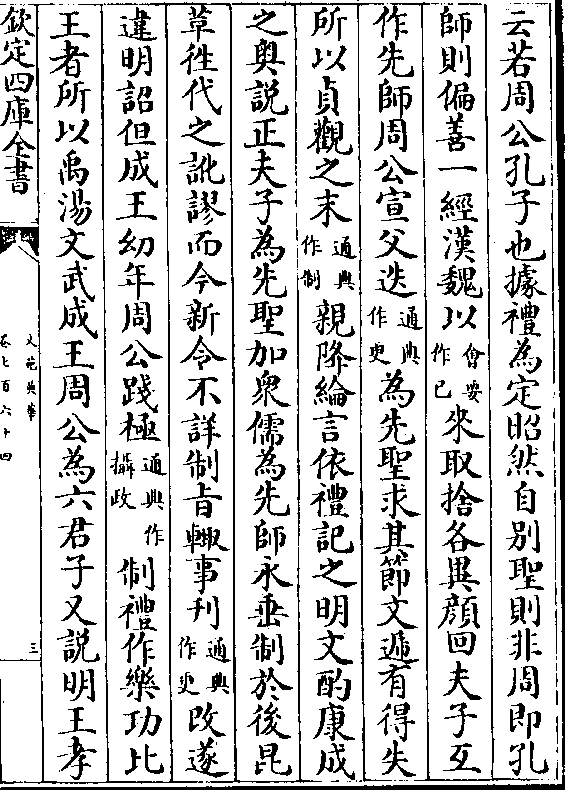 云若周公孔子也據禮為定昭然自别聖則非周即孔
師則偏善一經漢魏以會要作已來取捨各異顔回夫子互
作先師周公宣父迭通典作更為先聖求其節文遞有得失
所以貞觀之末通典作制親降綸言依禮記之明文酌康成
之奥説正夫子為先聖加衆儒為先師永垂制於後昆
革徃代之訛謬而今新令不詳制㫖輙事刋通典作更改遂
違明詔但成王幼年周公踐極通典作攝政制禮作樂功比
王者所以禹湯文武成王周公為六君子又説明王孝
欽定四庫全書
文苑英華
卷七百六十四
三